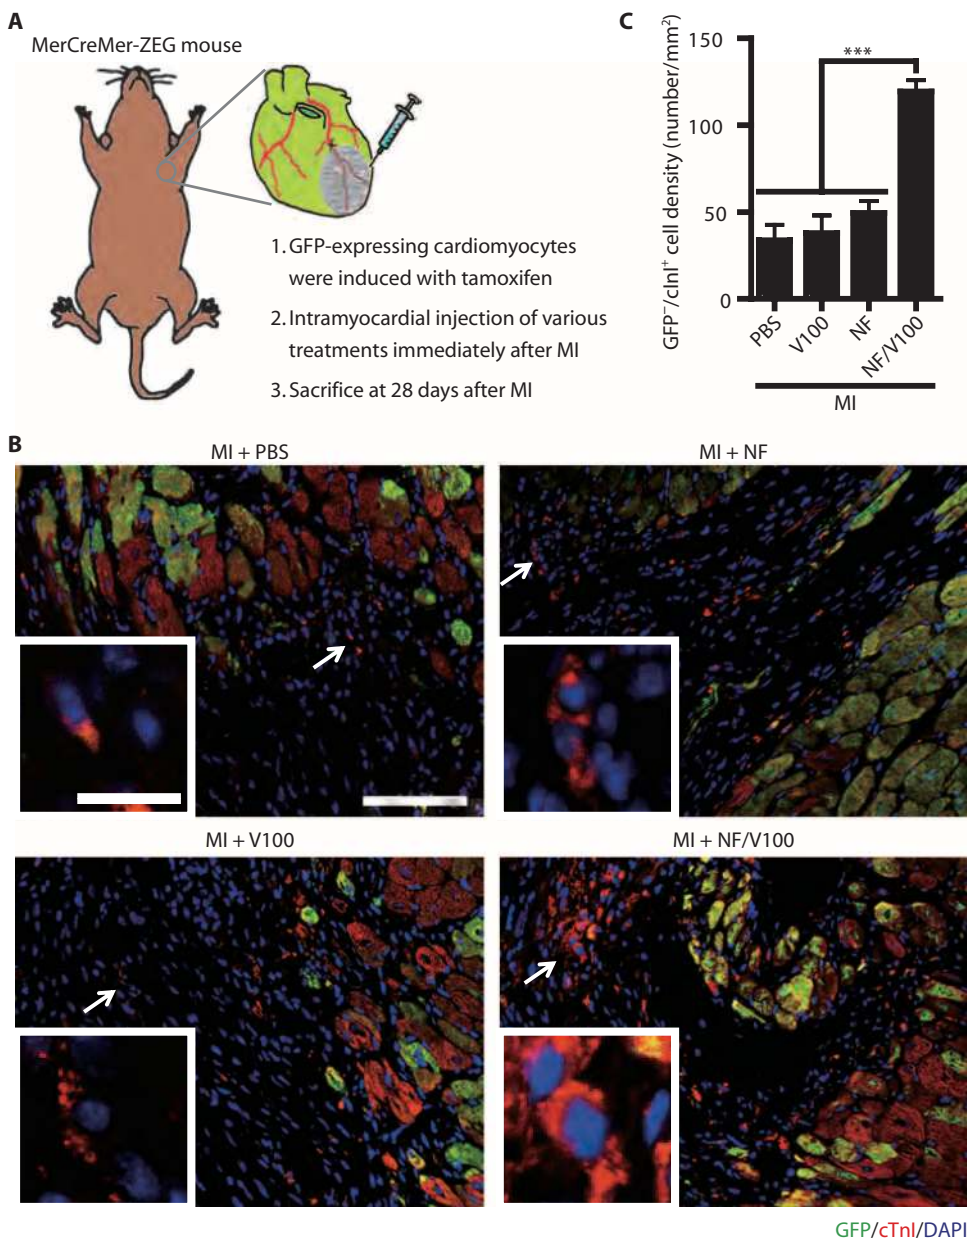 A
MerCreMer-ZEG mouse
1. GFP-expressing cardiomyocytes
were induced with tamoxifen
2. Intramyocardial injection of various
treatments immediately after MI
3. Sacrifice at 28 days after MI
C
GFP⁻/cInI⁺ cell density (number/mm²)
150
100
50
0
***
PBS
V100
NF
NF/V100
MI
B
MI + PBS
MI + NF
MI + V100
MI + NF/V100
GFP/cTnI/DAPI